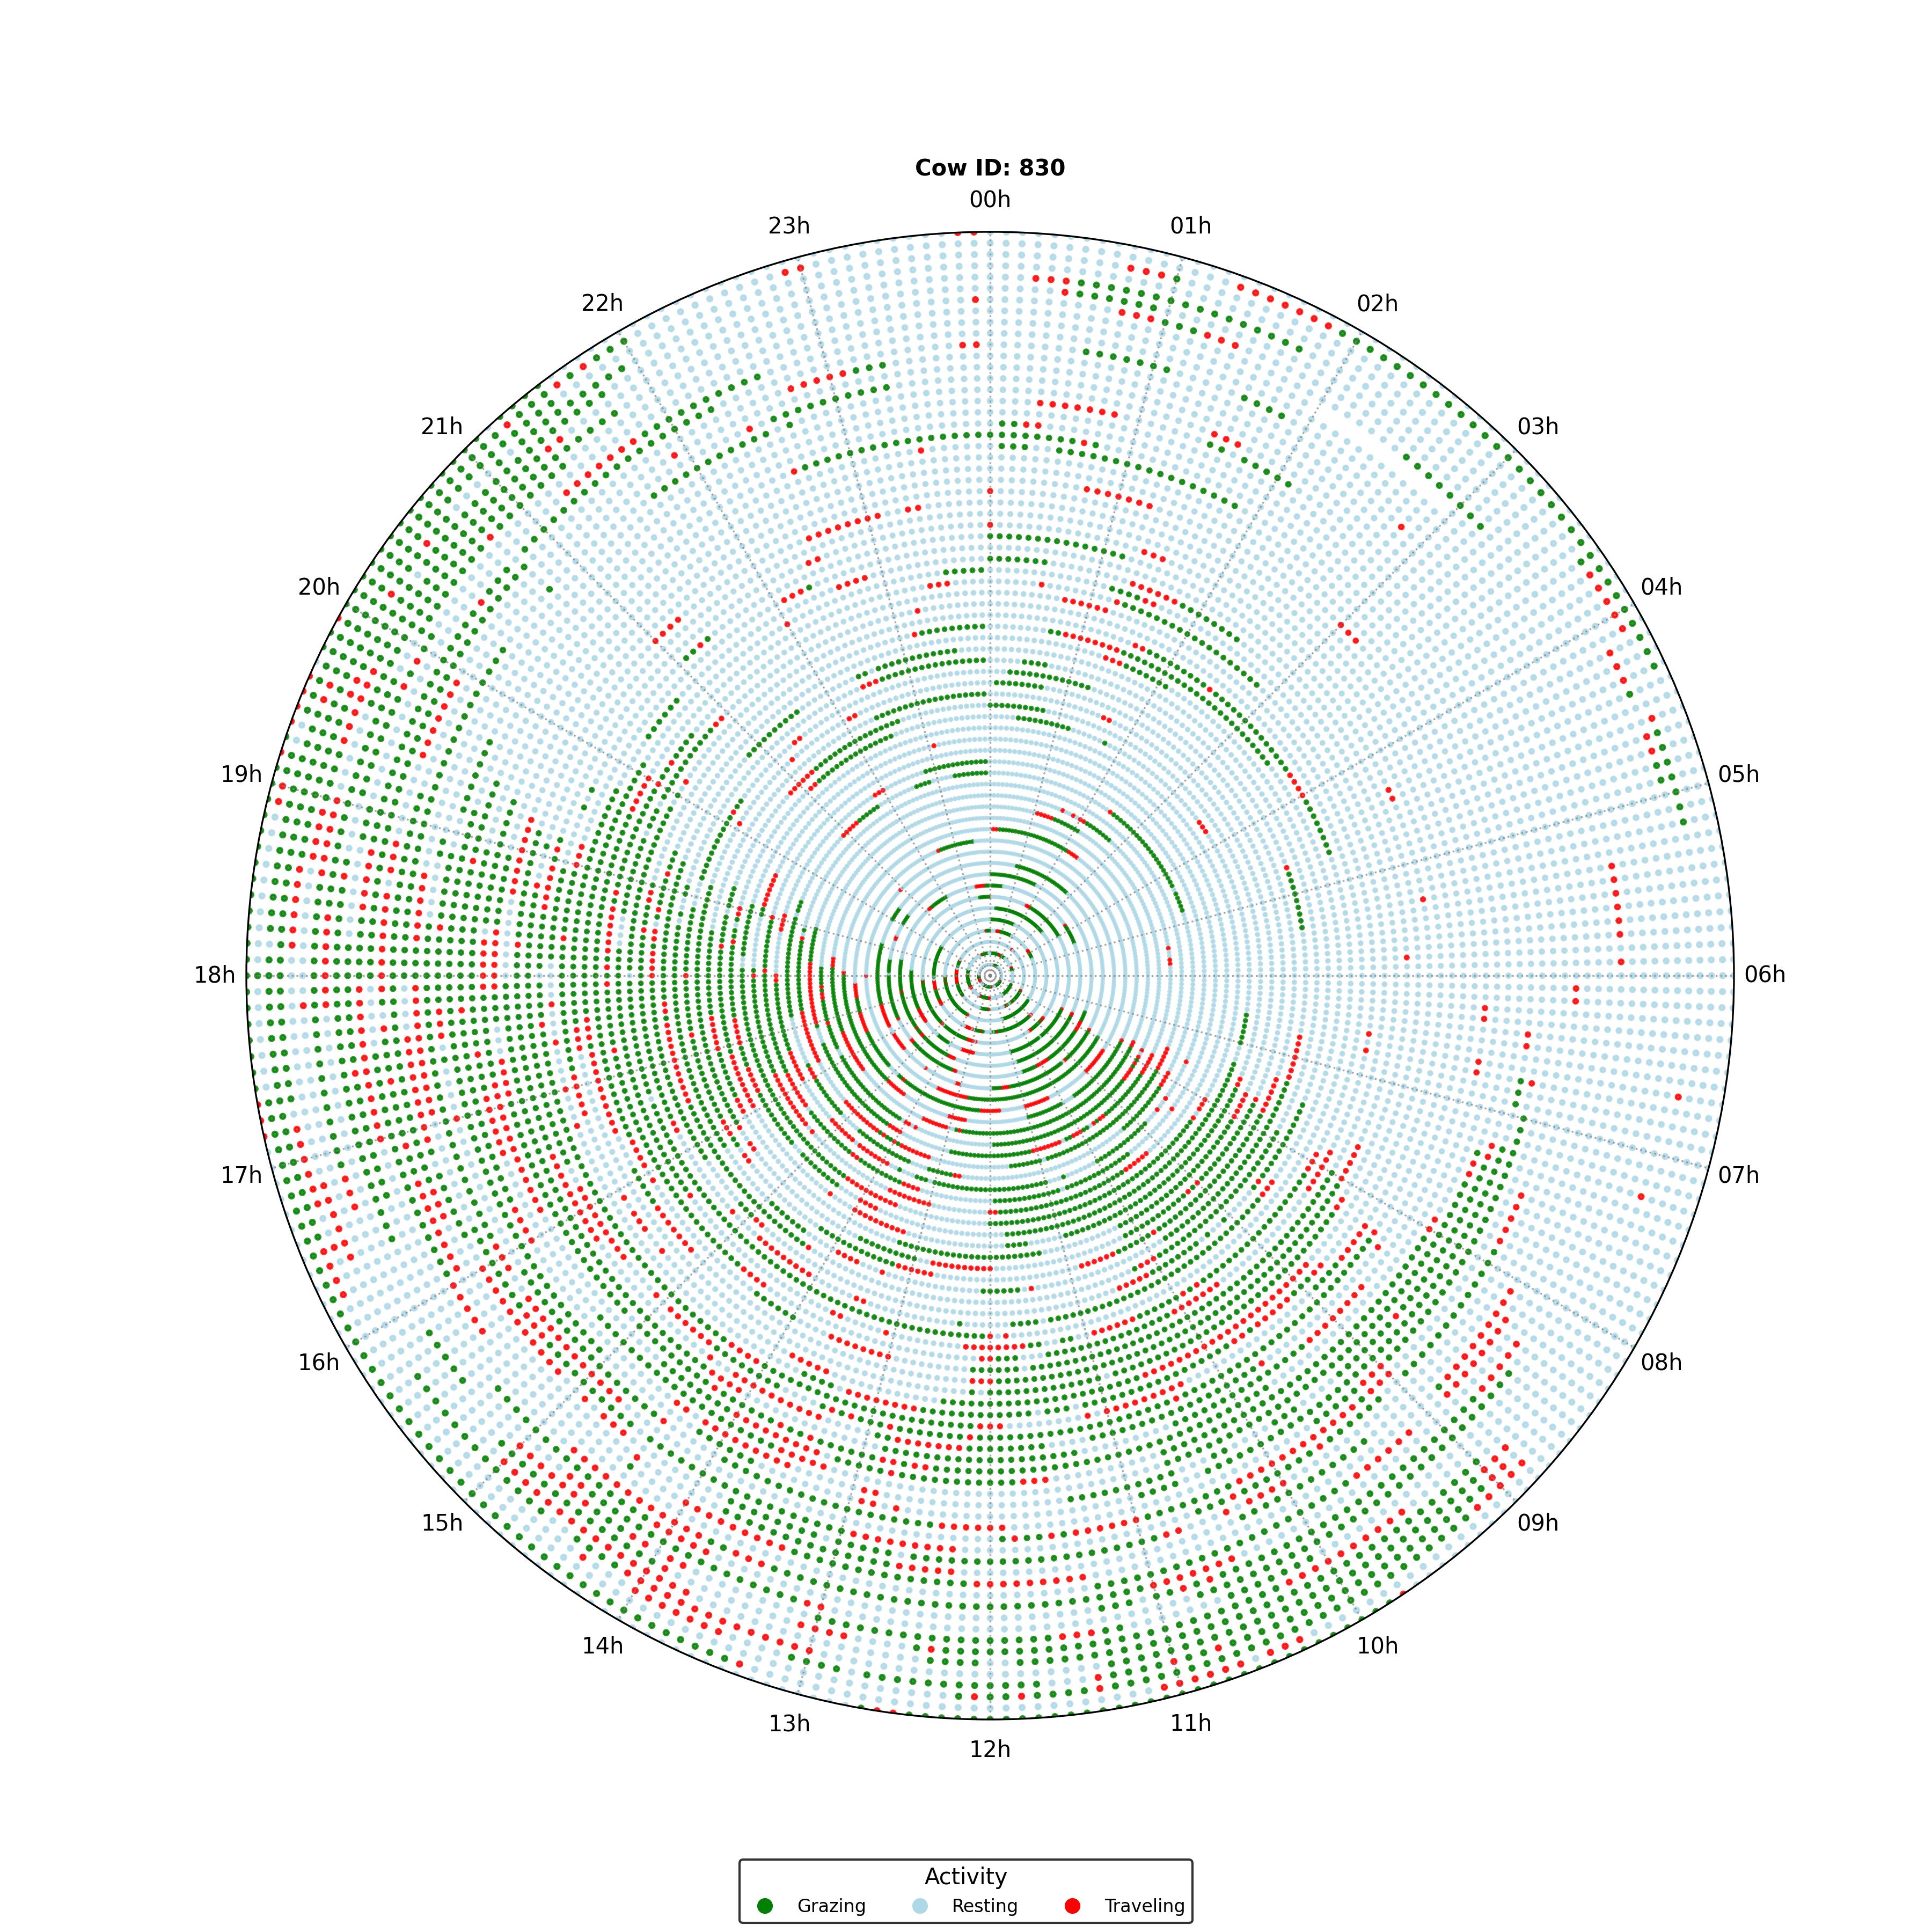 Cow ID: 830
00h
23h
01h
22h
02h
21h
03h
20h
04h
19h
05h
18h
06h
17h
07h
16h
08h
15h
09h
14h
10h
13h
11h
12h
Activity
Grazing Resting Traveling